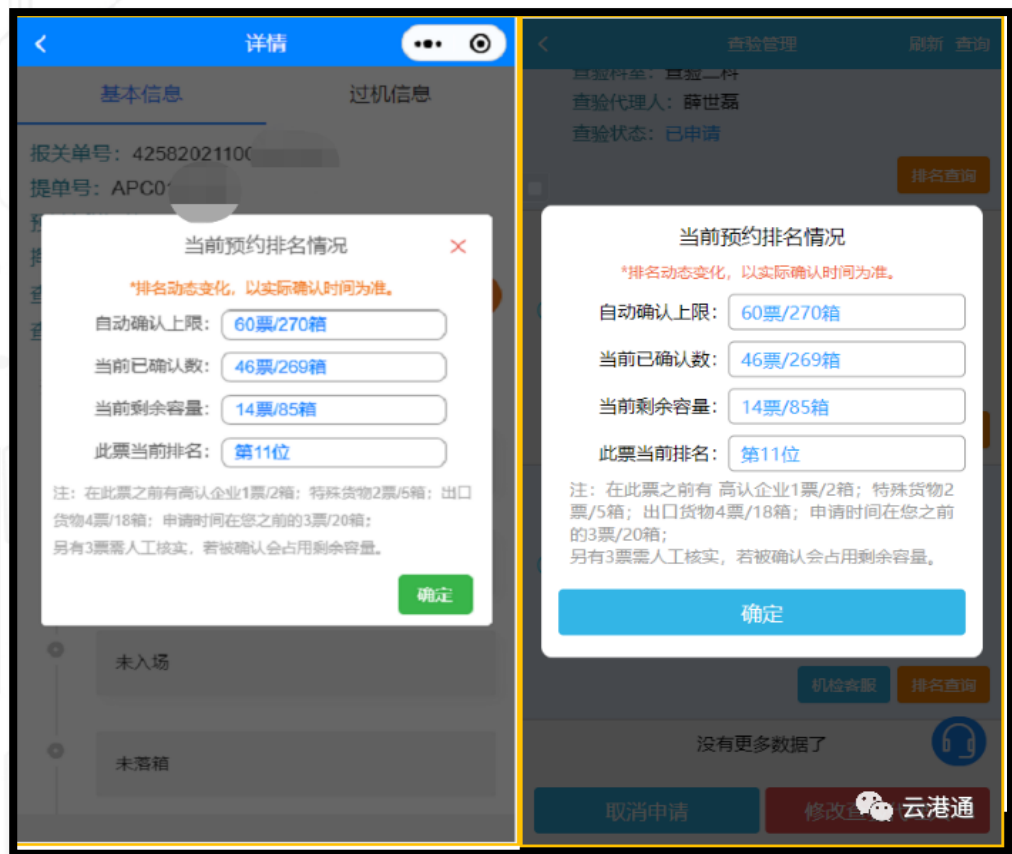 详情
基本信息
过机信息
报关单号：42582021100
提单号：APC0
当前预约排名情况
*排名动态变化，以实际确认时间为准。
自动确认上限：
60票/270箱
当前已确认数：
46票/269箱
当前剩余容量：
14票/85箱
此票当前排名：
第11位
注：在此票之前有高认企业1票/2箱；特殊货物2票/5箱；出口
货物4票/18箱；申请时间在您之前的3票/20箱；
另有3票需人工核实，若被确认会占用剩余容量。
确定
未入场
未落箱
查验管理
刷新 查询
查验科室：查验二科
查验代理人：薛世磊
查验状态：已申请
排名查询
当前预约排名情况
*排名动态变化，以实际确认时间为准。
自动确认上限：
60票/270箱
当前已确认数：
46票/269箱
当前剩余容量：
14票/85箱
此票当前排名：
第11位
注：在此票之前有 高认企业1票/2箱；特殊货物2
票/5箱；出口货物4票/18箱；申请时间在您之前
的3票/20箱；
另有3票需人工核实，若被确认会占用剩余容量。
确定
机检客服
排名查询
没有更多数据了
取消申请
修改查
云港通